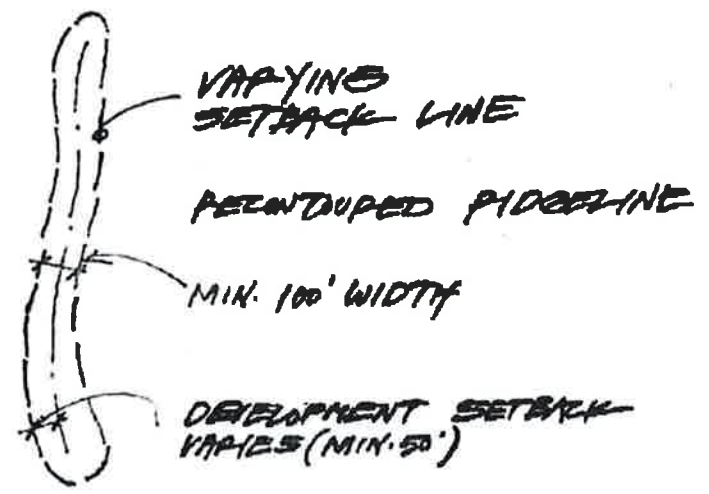 VARYING
SETBACK LINE
RECONTOURED RIDGELINE
MIN. 100' WIDTH
DEVELOPMENT SETBACK
VARIES (MIN. 50')